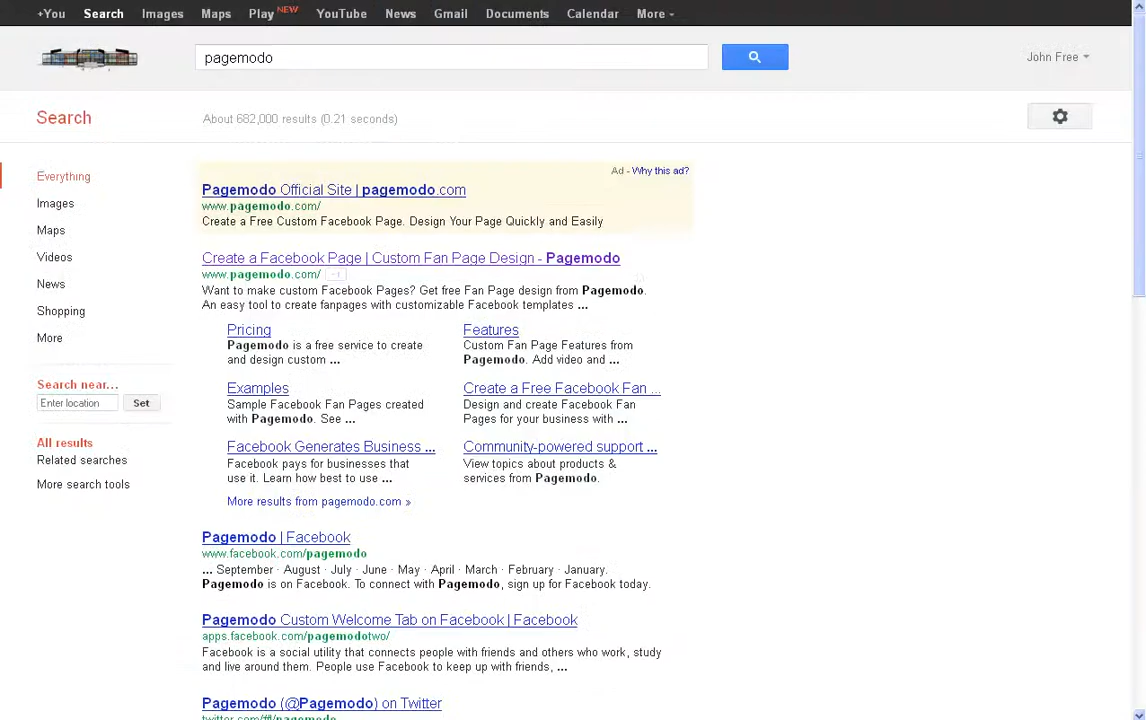 +You Search Images Maps Play NEW YouTube News Gmail Documents Calendar More
pagemodo
John Free
Search
About 682,000 results (0.21 seconds)
Everything
Images
Maps
Videos
News
Shopping
More
Search near...
Enter location Set
All results
Related searches
More search tools
Ad - Why this ad?
Pagemodo Official Site | pagemodo.com
www.pagemodo.com/
Create a Free Custom Facebook Page. Design Your Page Quickly and Easily
Create a Facebook Page | Custom Fan Page Design - Pagemodo
www.pagemodo.com/
Want to make custom Facebook Pages? Get free Fan Page design from Pagemodo.
An easy tool to create fanpages with customizable Facebook templates ...
Pricing
Pagemodo is a free service to create
and design custom ...
Features
Custom Fan Page Features from
Pagemodo. Add video and ...
Examples
Sample Facebook Fan Pages created
with Pagemodo. See ...
Create a Free Facebook Fan ...
Design and create Facebook Fan
Pages for your business with ...
Facebook Generates Business ...
Facebook pays for businesses that
use it. Learn how best to use ...
Community-powered support ...
View topics about products &
services from Pagemodo.
More results from pagemodo.com »
Pagemodo | Facebook
www.facebook.com/pagemodo
... September · August · July · June · May · April · March · February · January.
Pagemodo is on Facebook. To connect with Pagemodo, sign up for Facebook today.
Pagemodo Custom Welcome Tab on Facebook | Facebook
apps.facebook.com/pagemodotwo/
Facebook is a social utility that connects people with friends and others who work, study
and live around them. People use Facebook to keep up with friends, ...
Pagemodo (@Pagemodo) on Twitter
twitter.com/#!/pagemodo